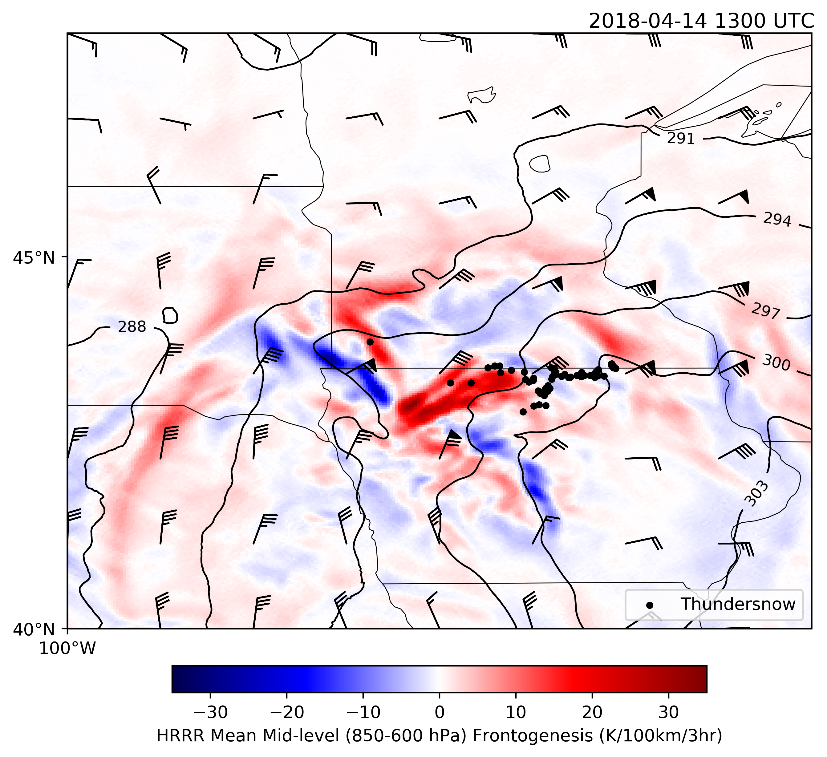 2018-04-14 1300 UTC
291
294
45°N
297
288
300
303
Thundersnow
40°N
100°W
−30 −20 −10 0 10 20 30
HRRR Mean Mid-level (850-600 hPa) Frontogenesis (K/100km/3hr)